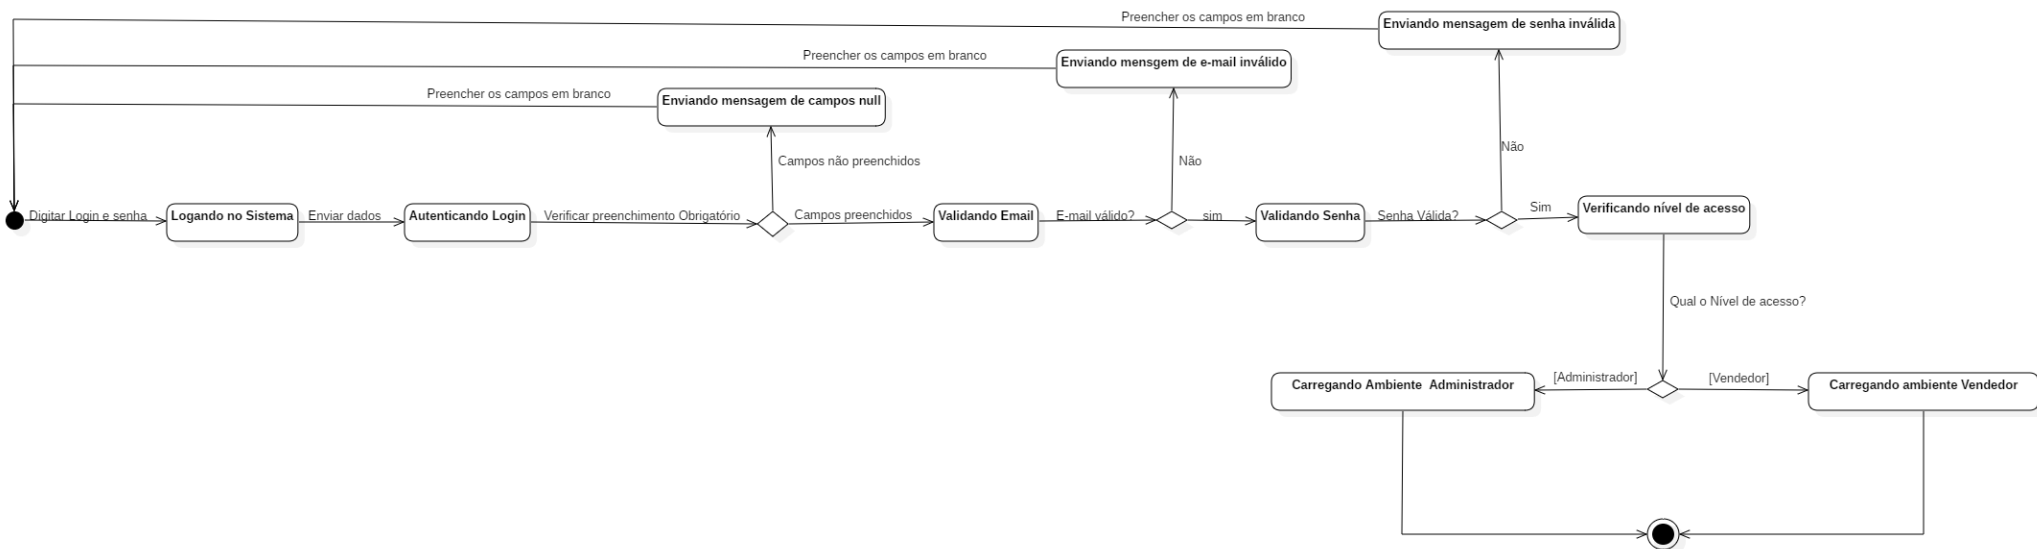 Preencher os campos em branco
Enviando mensagem de senha inválida
Preencher os campos em branco
Enviando mensgem de e-mail inválido
Preencher os campos em branco
Enviando mensagem de campos null
Campos não preenchidos
Não
Não
Digitar Login e senha
Logando no Sistema
Enviar dados
Autenticando Login
Verificar preenchimento Obrigatório
Campos preenchidos
Validando Email
E-mail válido?
sim
Validando Senha
Senha Válida?
Sim
Verificando nível de acesso
Qual o Nível de acesso?
Carregando Ambiente  Administrador
[Administrador]
[Vendedor]
Carregando ambiente Vendedor